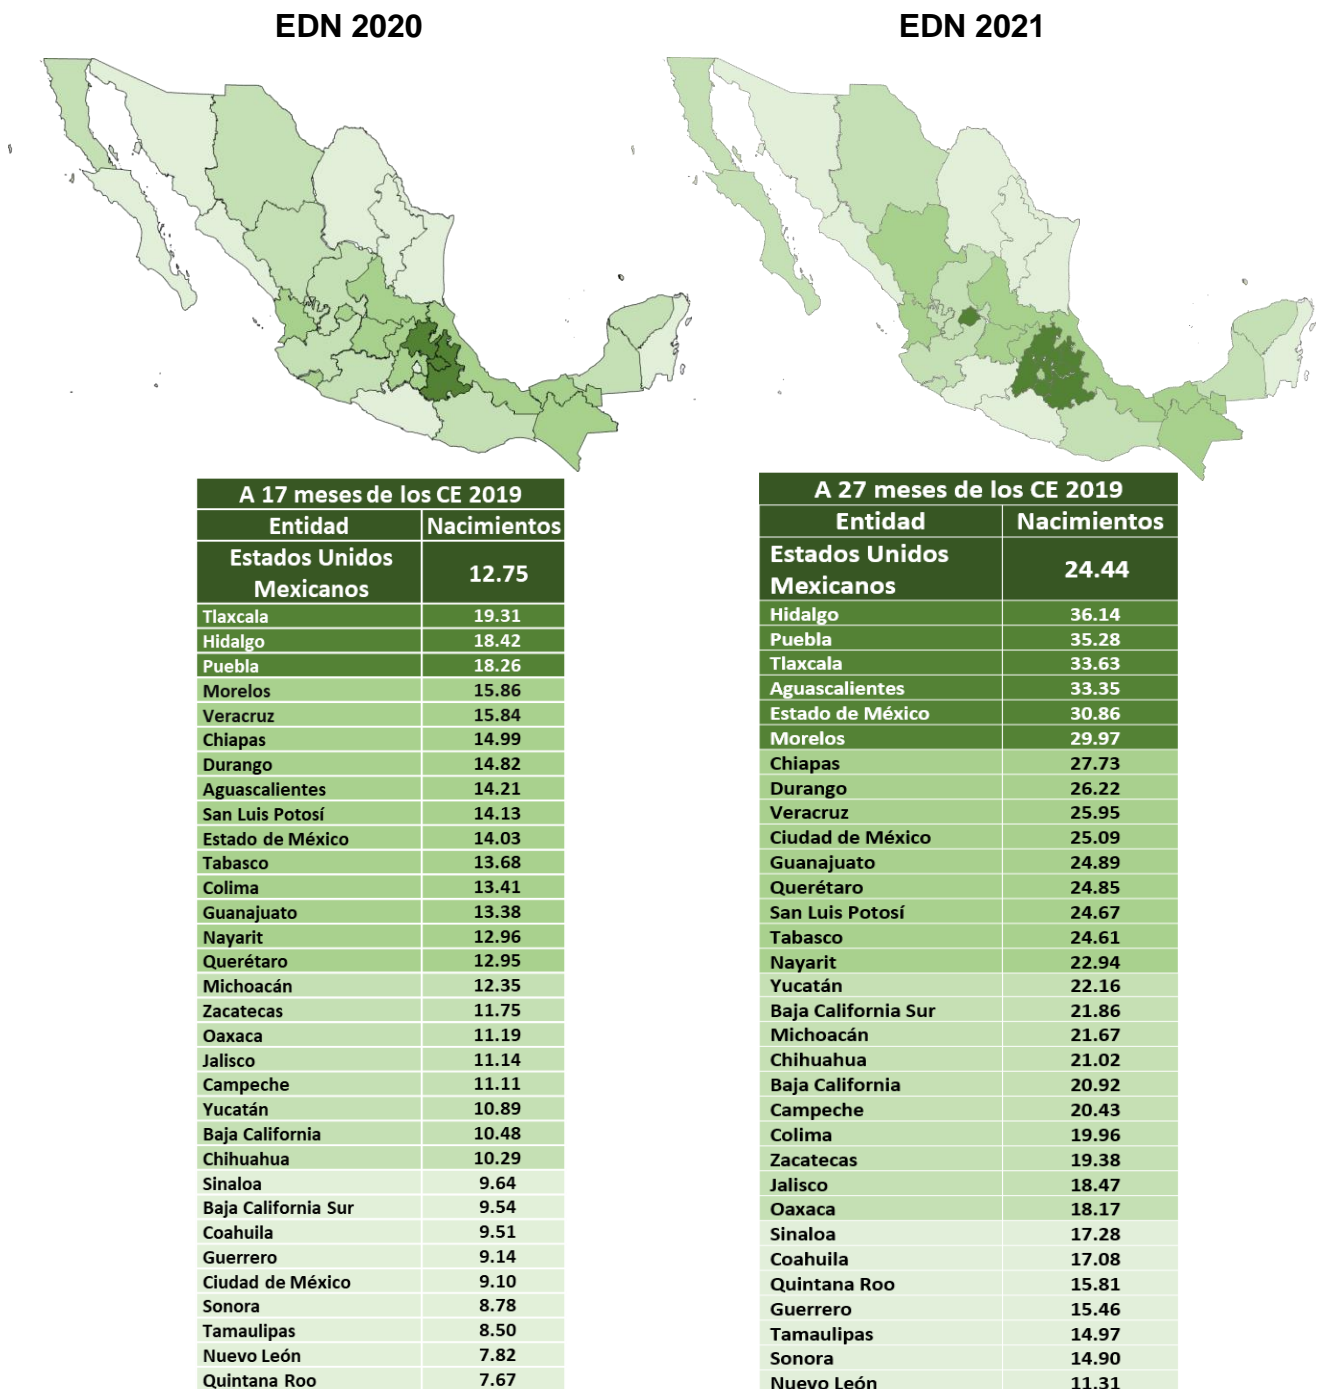 EDN 2020
A 17 meses de los CE 2019
Entidad Nacimientos
Estados Unidos
Mexicanos
12.75
Tlaxcala 19.31
Hidalgo 18.42
Puebla 18.26
Morelos 15.86
Veracruz 15.84
Chiapas 14.99
Durango 14.82
Aguascalientes 14.21
San Luis Potosí 14.13
Estado de México 14.03
Tabasco 13.68
Colima 13.41
Guanajuato 13.38
Nayarit 12.96
Querétaro 12.95
Michoacán 12.35
Zacatecas 11.75
Oaxaca 11.19
Jalisco 11.14
Campeche 11.11
Yucatán 10.89
Baja California 10.48
Chihuahua 10.29
Sinaloa 9.64
Baja California Sur 9.54
Coahuila 9.51
Guerrero 9.14
Ciudad de México 9.10
Sonora 8.78
Tamaulipas 8.50
Nuevo León 7.82
Quintana Roo 7.67
EDN 2021
A 27 meses de los CE 2019
Entidad Nacimientos
Estados Unidos
Mexicanos
24.44
Hidalgo 36.14
Puebla 35.28
Tlaxcala 33.63
Aguascalientes 33.35
Estado de México 30.86
Morelos 29.97
Chiapas 27.73
Durango 26.22
Veracruz 25.95
Ciudad de México 25.09
Guanajuato 24.89
Querétaro 24.85
San Luis Potosí 24.67
Tabasco 24.61
Nayarit 22.94
Yucatán 22.16
Baja California Sur 21.86
Michoacán 21.67
Chihuahua 21.02
Baja California 20.92
Campeche 20.43
Colima 19.96
Zacatecas 19.38
Jalisco 18.47
Oaxaca 18.17
Sinaloa 17.28
Coahuila 17.08
Quintana Roo 15.81
Guerrero 15.46
Tamaulipas 14.97
Sonora 14.90
Nuevo León 11.31